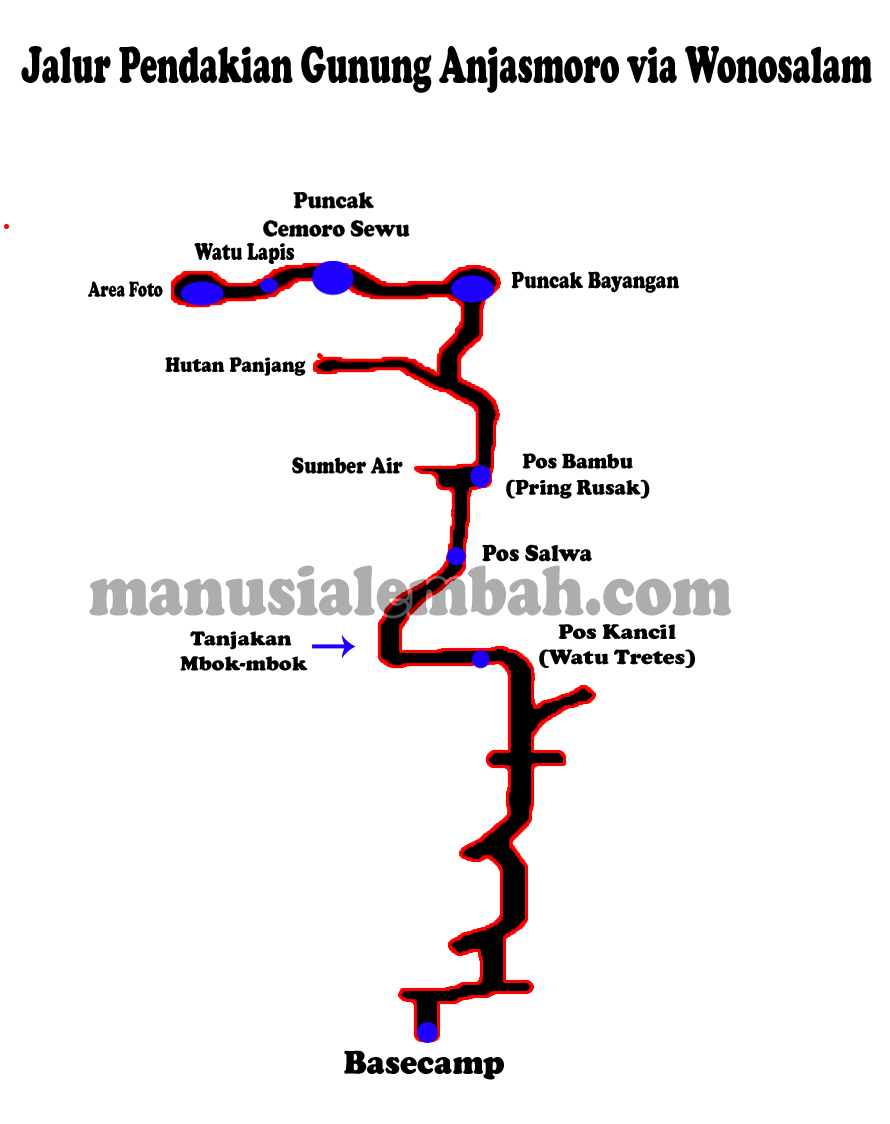 Jalur Pendakian Gunung Anjasmoro via Wonosalam
Puncak
Cemoro Sewu
Watu Lapis
Area Foto
Puncak Bayangan
Hutan Panjang
Sumber Air
Pos Bambu
(Pring Rusak)
Pos Salwa
manusialembah.com
Tanjakan
Mbok-mbok
Pos Kancil
(Watu Tretes)
Basecamp